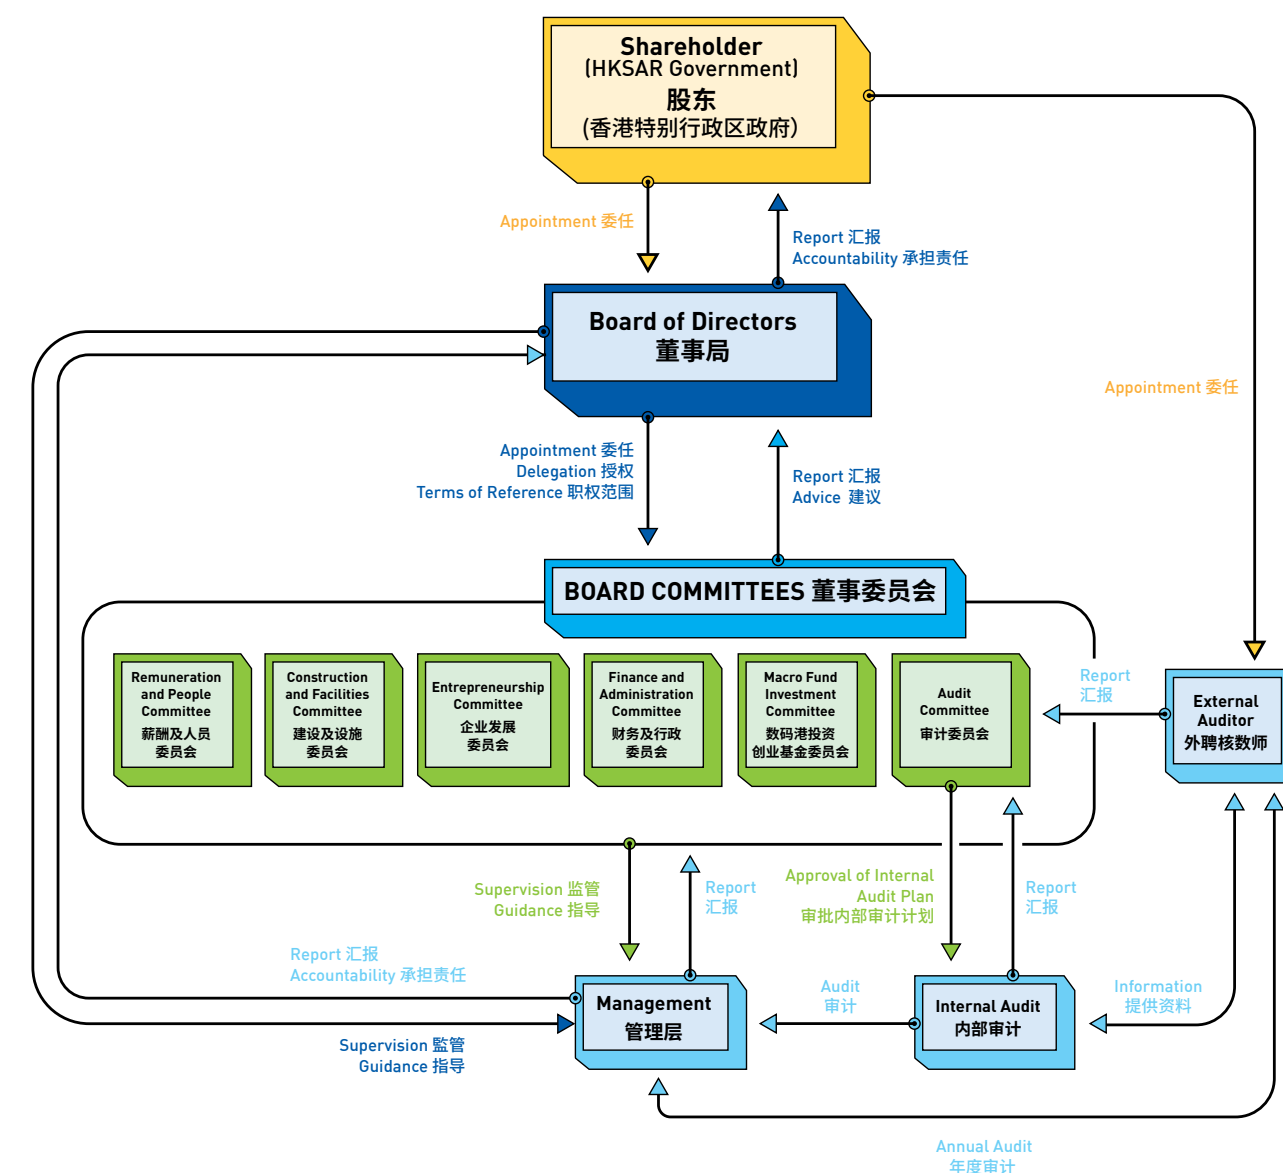 Shareholder
(HKSAR Government)
股东
(香港特别行政区政府)
Appointment 委任
Report 汇报
Accountability 承担责任
Board of Directors
董事局
Appointment 委任
Appointment 委任
Delegation 授权
Terms of Reference 职权范围
Report 汇报
Advice 建议
BOARD COMMITTEES 董事委员会
Remuneration
and People
Committee
薪酬及人员
委员会
Construction
and Facilities
Committee
建设及设施
委员会
Entrepreneurship
Committee
企业发展
委员会
Finance and
Administration
Committee
财务及行政
委员会
Macro Fund
Investment
Committee
数码港投资
创业基金委员会
Audit
Committee
审计委员会
Report
汇报
External
Auditor
外聘核数师
Supervision 监管
Guidance 指导
Report
汇报
Approval of Internal
Audit Plan
审批内部审计计划
Report
汇报
Report 汇报
Accountability 承担责任
Management
管理层
Audit
审计
Internal Audit
内部审计
Information
提供资料
Supervision 監管
Guidance 指导
Annual Audit
年度审计